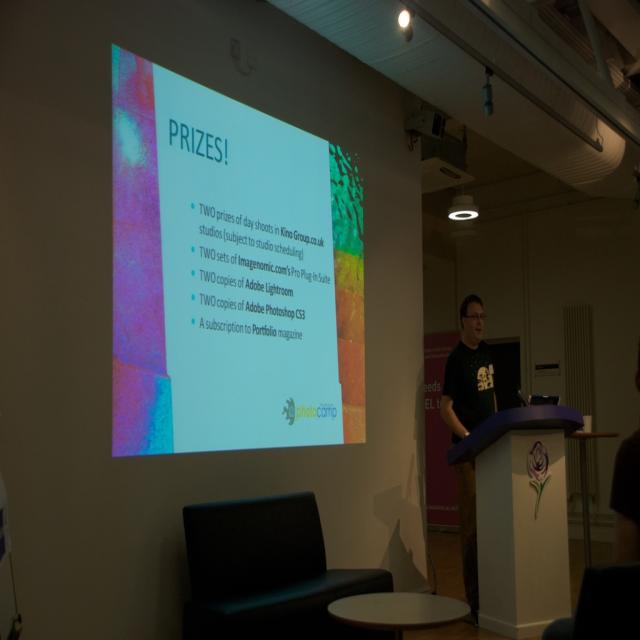 PRIZES!
TWO prizes of day shoots in Kino Group.co.uk
studios (subject to studio scheduling)
TWO sets of Imagenomic.com's Pro Plug-In Suite
TWO copies of Adobe Lightroom
TWO copies of Adobe Photoshop CS3
A subscription to Portfolio magazine
photocamp